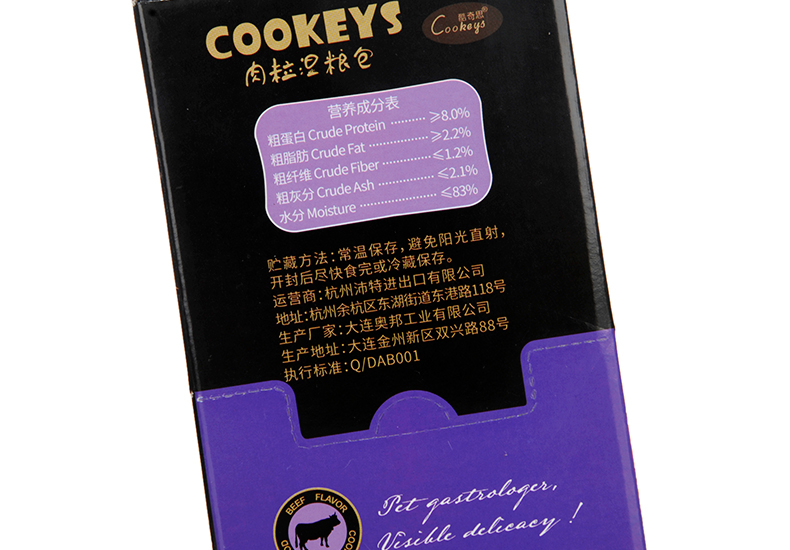 COOKEYS
酷奇思®
Cookeys
肉粒湿粮包
营养成分表
粗蛋白 Crude Protein ·········· ≥8.0%
粗脂肪 Crude Fat ················ ≥2.2%
粗纤维 Crude Fiber ············· ≤1.2%
粗灰分 Crude Ash ··············· ≤2.1%
水分 Moisture ····················· ≤83%
贮藏方法:常温保存,避免阳光直射,
开封后尽快食完或冷藏保存。
运营商:杭州沛特进出口有限公司
地址:杭州余杭区东湖街道东港路118号
生产厂家:大连奥邦工业有限公司
生产地址:大连金州新区双兴路88号
执行标准:Q/DAB001
BEEF FLAVOR
Pet gastrologer,
Visible delicacy !